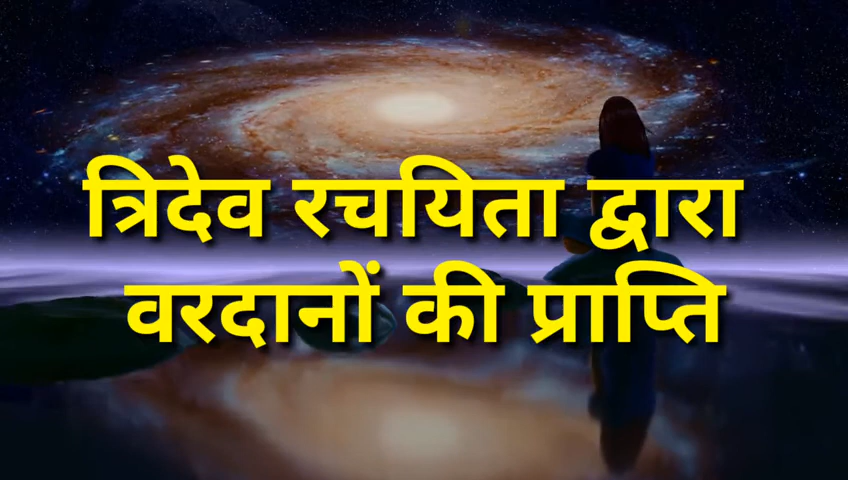 त्रिदेव रचयिता द्वारा
वरदानों की प्राप्ति